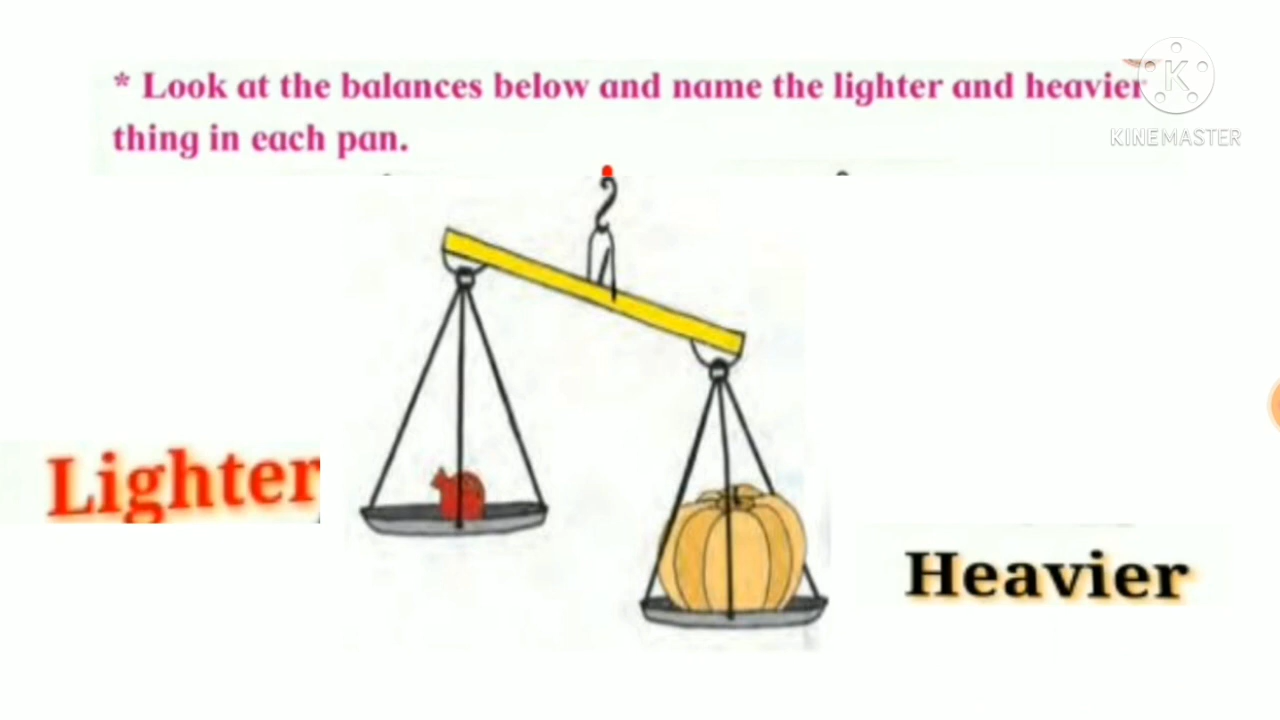 * Look at the balances below and name the lighter and heavier
thing in each pan.
K
KINEMASTER
Lighter
Heavier